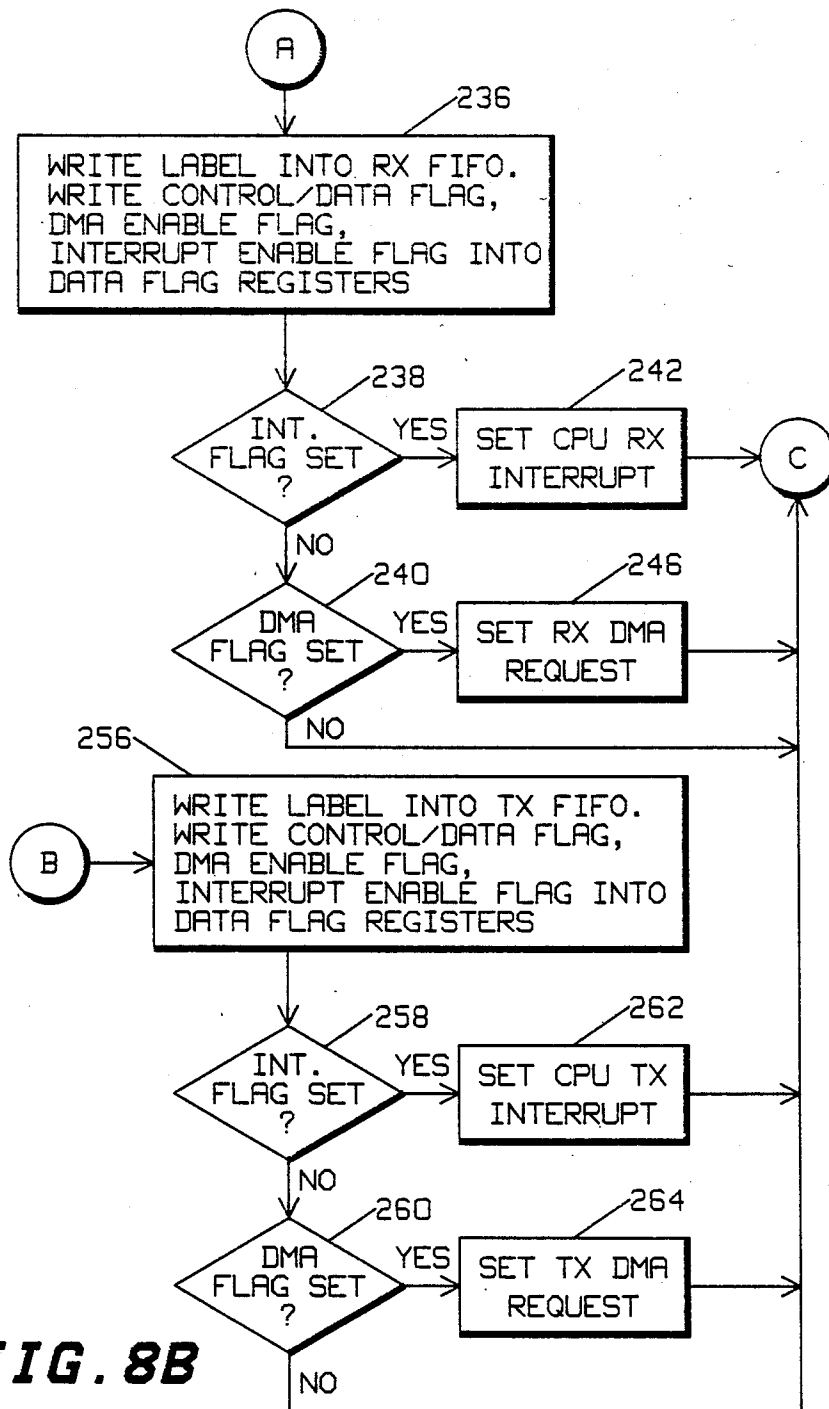 A
236
WRITE LABEL INTO RX FIFO.
WRITE CONTROL/DATA FLAG,
DMA ENABLE FLAG,
INTERRUPT ENABLE FLAG INTO
DATA FLAG REGISTERS
238
INT.
FLAG SET
?
YES
242
SET CPU RX
INTERRUPT
C
NO
240
DMA
FLAG SET
?
YES
246
SET RX DMA
REQUEST
NO
256
WRITE LABEL INTO TX FIFO.
WRITE CONTROL/DATA FLAG,
DMA ENABLE FLAG,
INTERRUPT ENABLE FLAG INTO
DATA FLAG REGISTERS
B
258
INT.
FLAG SET
?
YES
262
SET CPU TX
INTERRUPT
NO
260
DMA
FLAG SET
?
YES
264
SET TX DMA
REQUEST
NO
FIG. 8B